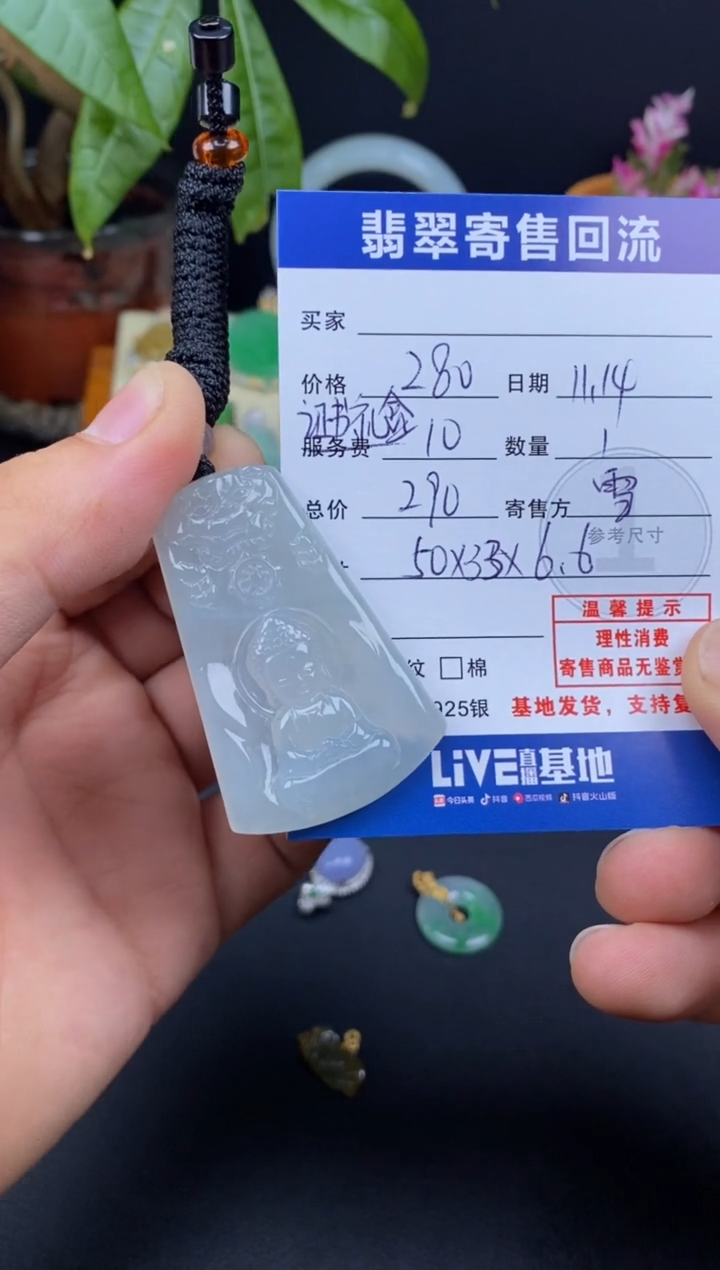 翡翠寄售回流
买家
价格 280 日期 11.14
证书礼盒
服务费 10 数量 1
总价 290 寄售方 雪
参考尺寸
50×33×6.6
温馨提示
理性消费
寄售商品无鉴赏
纹 □棉
925银 基地发货，支持复
LiVE直播基地
今日头条 抖音 西瓜视频 抖音火山版